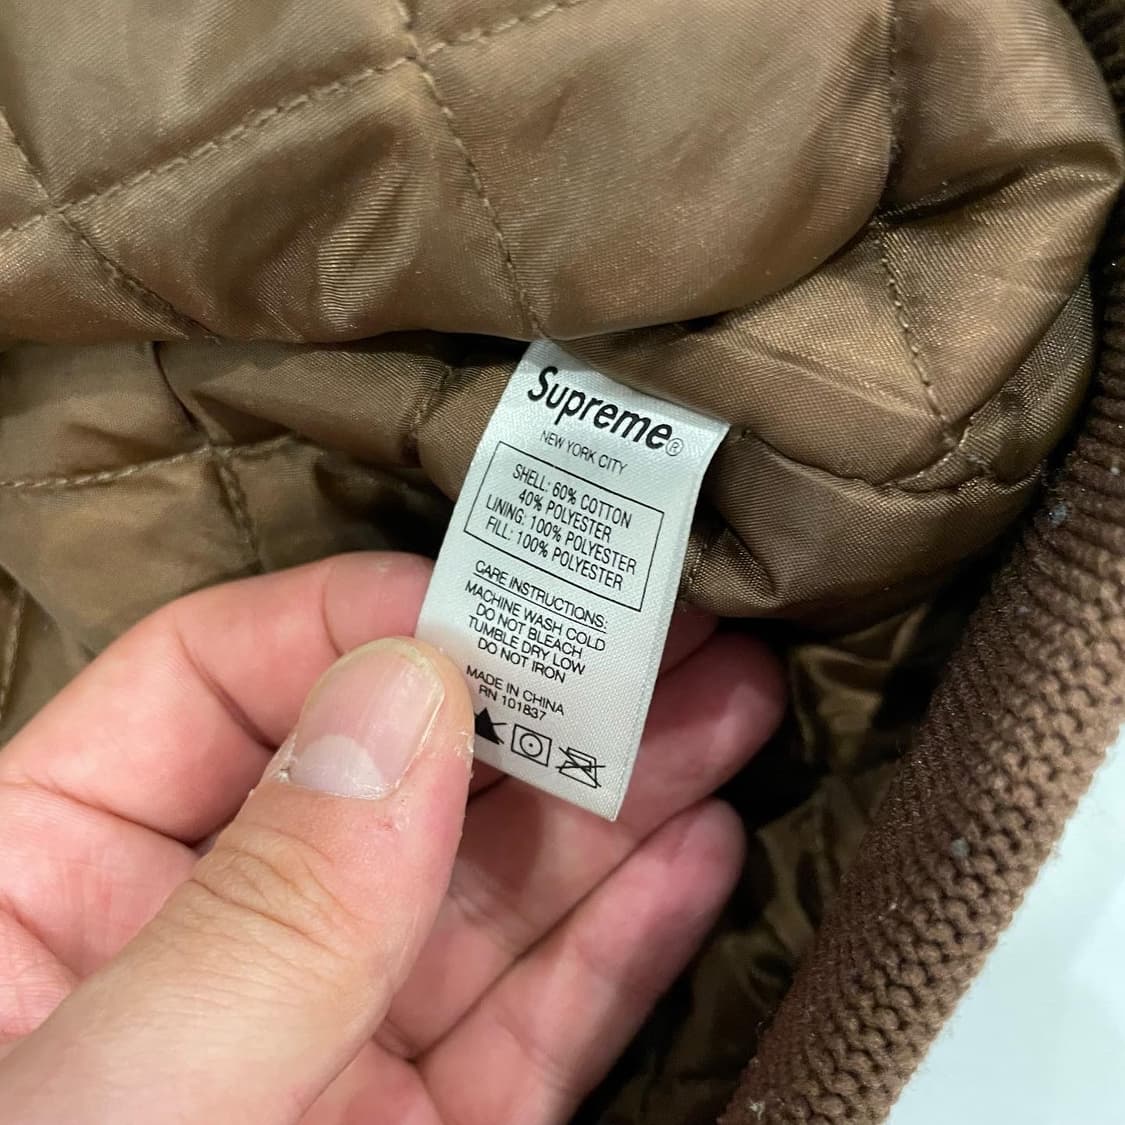 Supreme®
NEW YORK CITY
SHELL: 60% COTTON
40% POLYESTER
LINING: 100% POLYESTER
FILL: 100% POLYESTER
CARE INSTRUCTIONS:
MACHINE WASH COLD
DO NOT BLEACH
TUMBLE DRY LOW
DO NOT IRON
MADE IN CHINA
RN 101837